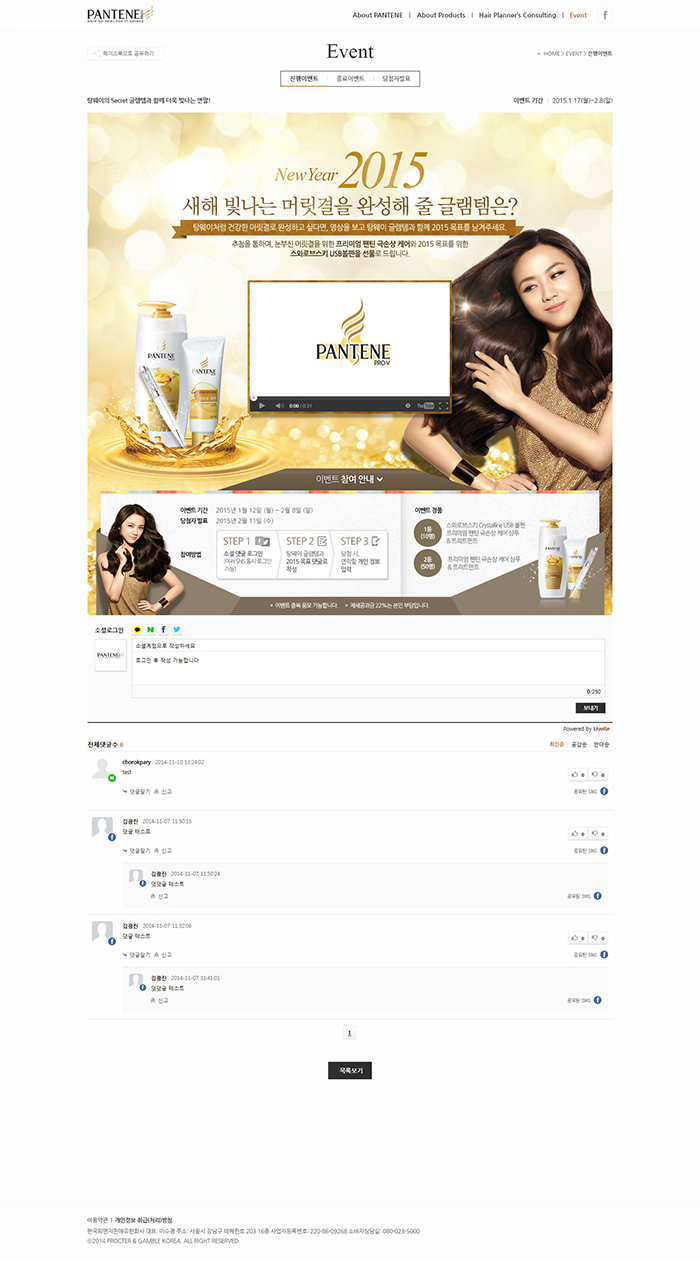 PANTENE
HAIR SO HEALTHY IT SHINES
About PANTENE | About Products | Hair Planner's Consulting | Event
페이스북으로 공유하기
Event
HOME > EVENT > 진행이벤트
진행이벤트 | 종료이벤트 | 당첨자발표
탕웨이의 Secret 글램템과 함께 더욱 빛나는 연말!
이벤트 기간 | 2015.1.17(월)~2.8(일)
New Year 2015
새해 빛나는 머릿결을 완성해 줄 글램템은?
탕웨이처럼 건강한 머릿결로 완성하고 싶다면, 영상을 보고 탕웨이 글램템과 함께 2015 목표를 남겨주세요.
추첨을 통하여, 눈부신 머릿결을 위한 프리미엄 팬틴 극손상 케어와 2015 목표를 위한
스와로브스키 USB볼펜을 선물로 드립니다.
PANTENE
PRO-V
PANTENE
PANTENE
0:00 / 0:31
YouTube
이벤트 참여 안내
이벤트 기간 2015년 1월 12일 (월) ~ 2월 8일 (일)
당첨자 발표 2015년 2월 11일 (수)
참여방법
STEP 1
소셜 댓글 로그인
(여러 SNS 동시 로그인
가능)
STEP 2
탕웨이 글램템과
2015 목표 댓글로
작성
STEP 3
당첨 시,
연락할 개인 정보
입력
이벤트 경품
1등
(10명)
스와로브스키 Crystalline USB 볼펜
프리미엄 팬틴 극손상 케어 샴푸
& 트리트먼트
2등
(50명)
프리미엄 팬틴 극손상 케어 샴푸
& 트리트먼트
• 이벤트 중복 응모 가능합니다. • 제세공과금 22%는 본인 부담입니다.
소셜로그인
PANTENE
소셜계정으로 작성하세요
로그인 후 작성 가능합니다
0/250
보내기
Powered by LiveRe
전체댓글수 6
최신순 공감순 반대순
chorokpary 2014-11-10 13:24:02
test
0 0
댓글달기 신고
공유된 SNS
김광진 2014-11-07 11:50:15
댓글 테스트
0 0
댓글달기 신고
공유된 SNS
김광진 2014-11-07 11:50:24
댓댓글 테스트
신고
공유된 SNS
김광진 2014-11-07 11:32:06
댓글 테스트
0 0
댓글달기 신고
공유된 SNS
김광진 2014-11-07 11:41:01
댓댓글 테스트
신고
공유된 SNS
1
목록보기
이용약관 | 개인정보 취급(처리)방침
한국피앤지판매유한회사 대표: 이수경 주소: 서울시 강남구 테헤란로 203 16층 사업자등록번호: 220-86-09268 소비자상담실: 080-023-5000
ⓒ2014 PROCTER & GAMBLE KOREA. ALL RIGHT RESERVED.